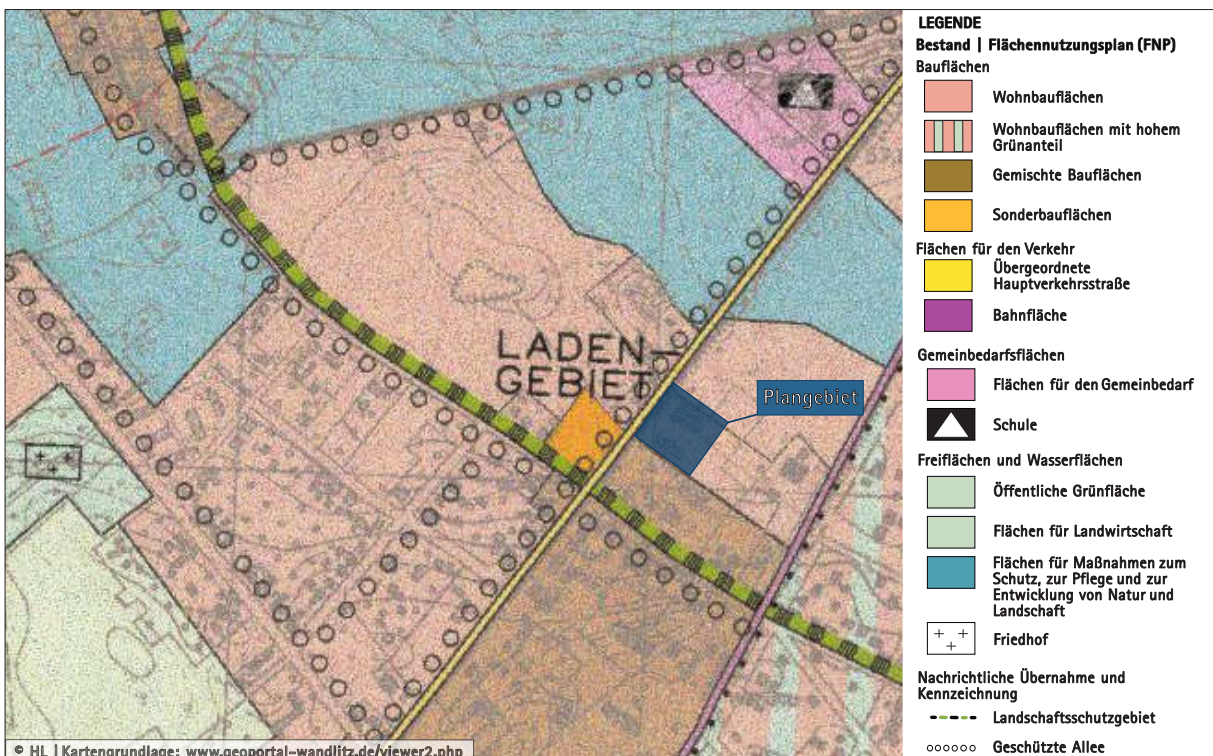 LADEN-
GEBIET
Plangebiet
© HL | Kartengrundlage: www.geoportal-wandlitz.de/viewer2.php
LEGENDE
Bestand | Flächennutzungsplan (FNP)
Bauflächen
Wohnbauflächen
Wohnbauflächen mit hohem
Grünanteil
Gemischte Bauflächen
Sonderbauflächen
Flächen für den Verkehr
Übergeordnete
Hauptverkehrsstraße
Bahnfläche
Gemeinbedarfsflächen
Flächen für den Gemeinbedarf
Schule
Freiflächen und Wasserflächen
Öffentliche Grünfläche
Flächen für Landwirtschaft
Flächen für Maßnahmen zum
Schutz, zur Pflege und zur
Entwicklung von Natur und
Landschaft
Friedhof
Nachrichtliche Übernahme und
Kennzeichnung
Landschaftsschutzgebiet
Geschützte Allee